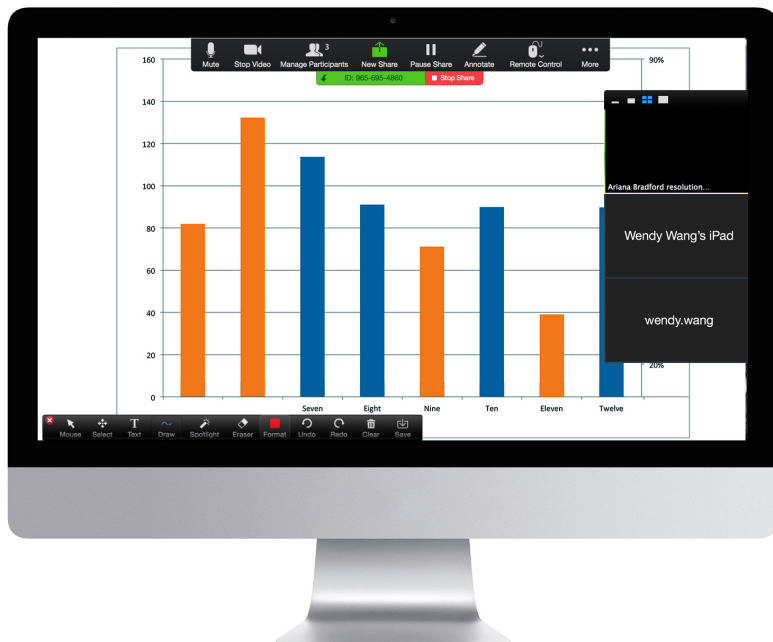 3
Mute Stop Video Manage Participants New Share Pause Share Annotate Remote Control More
ID: 965-695-4860 Stop Share
160
140
120
100
80
60
40
20
0
90%
20%
Ariana Bradford resolution...
Wendy Wang's iPad
wendy.wang
Seven Eight Nine Ten Eleven Twelve
Mouse Select Text Draw Spotlight Eraser Format Undo Redo Clear Save